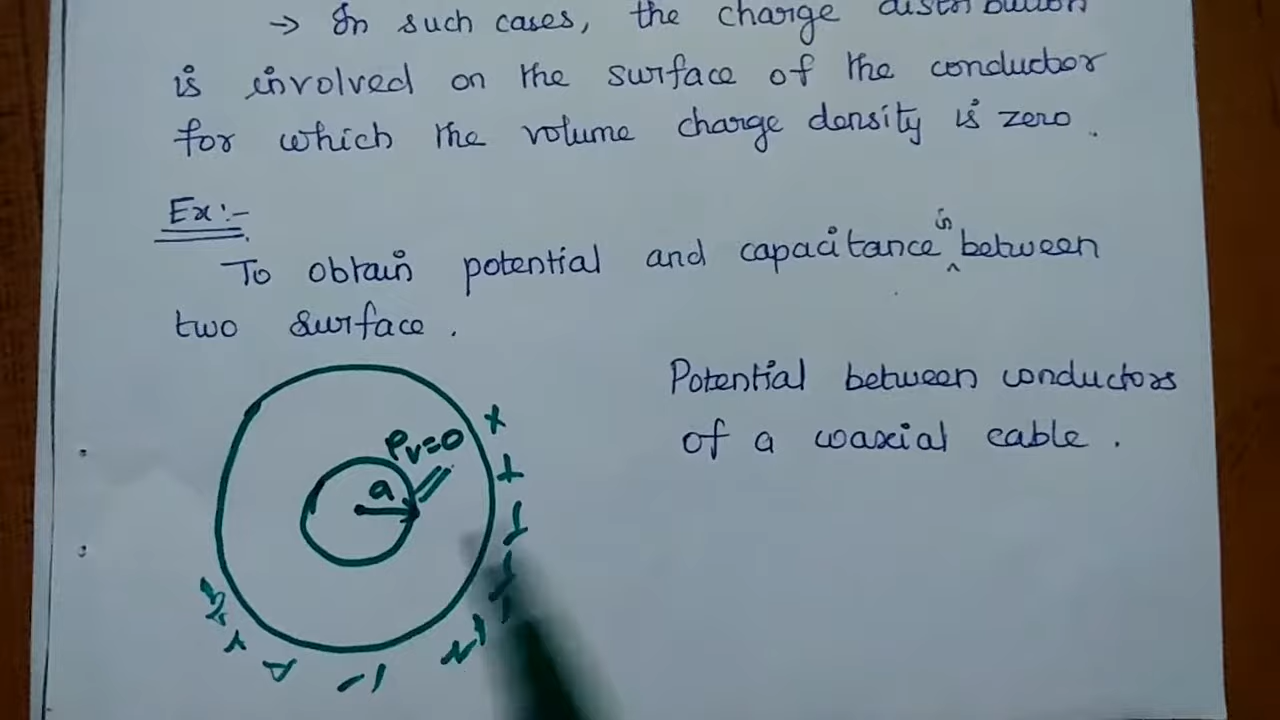 → In such cases, the charge distribution
is involved on the surface of the conductor
for which the volume charge density is zero.
Ex:-
To obtain potential and capacitance is between
two surface.
Potential between conductors
of a coaxial cable.
ρv=0
a